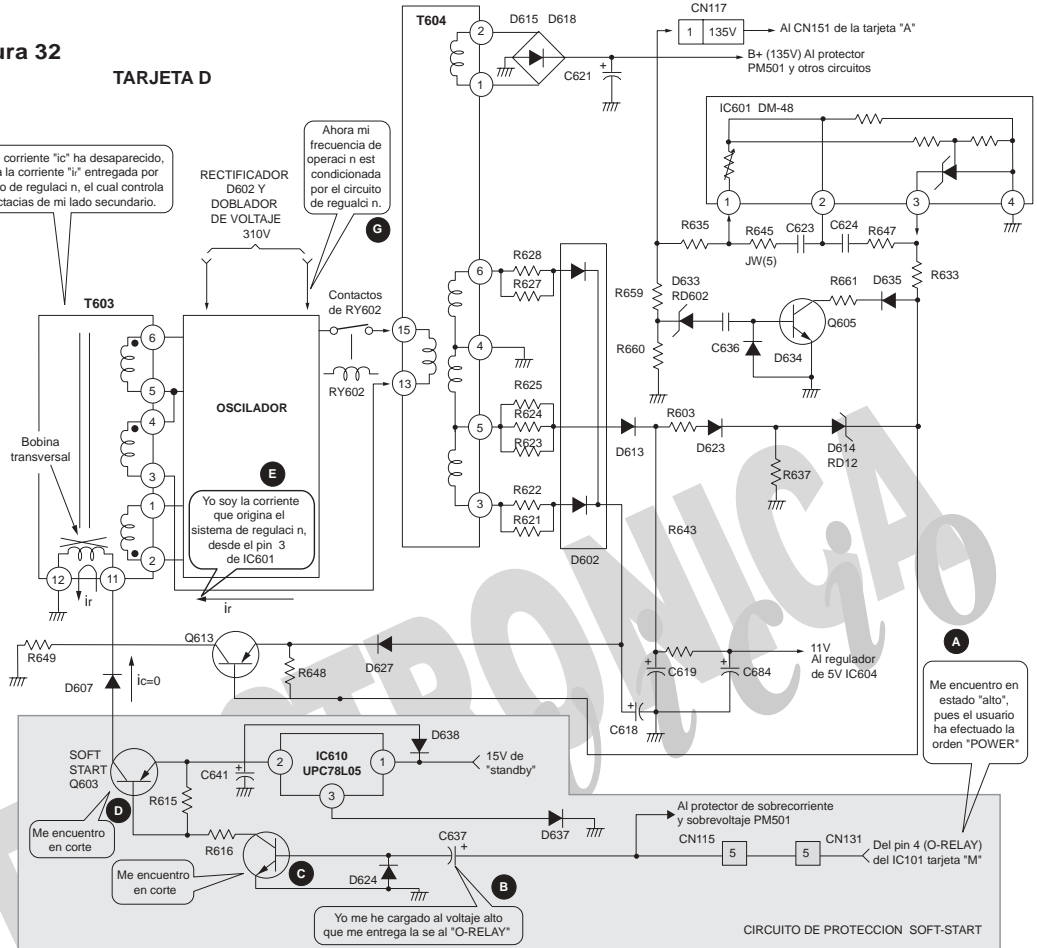 ura 32
TARJETA D
T604
D615 D618
CN117
1 135V
Al CN151 de la tarjeta "A"
B+ (135V) Al protector
PM501 y otros circuitos
C621
+
2
1
IC601 DM-48
1
2
3
4
corriente "ic" ha desaparecido,
a la corriente "ir" entregada por
o de regulaci n, el cual controla
ctacias de mi lado secundario.
RECTIFICADOR
D602 Y
DOBLADOR
DE VOLTAJE
310V
Ahora mi
frecuencia de
operaci n est
condicionada
por el circuito
de regualci n.
G
R635
R645
C623
C624
R647
JW(5)
R633
R659
D633
RD602
R661
D635
Q605
C636
D634
R660
T603
6
5
4
3
1
2
12
11
Bobina
transversal
ir
OSCILADOR
Contactos
de RY602
RY602
15
13
6
4
5
3
R628
R627
R625
R624
R623
R622
R621
D602
D613
R603
D623
D614
RD12
R637
R643
E
Yo soy la corriente
que origina el
sistema de regulaci n,
desde el pin 3
de IC601
ir
Q613
R649
R648
D627
D607
ic=0
C618
+
C619
+
C684
+
11V
Al regulador
de 5V IC604
A
Me encuentro en
estado "alto",
pues el usuario
ha efectuado la
orden "POWER"
SOFT
START
Q603
D
Me encuentro
en corte
R615
R616
C641
+
IC610
UPC78L05
2
1
3
D638
15V de
"standby"
D637
Me encuentro
en corte
C
D624
C637
+
B
Yo me he cargado al voltaje alto
que me entrega la se al "O-RELAY"
Al protector de sobrecorriente
y sobrevoltaje PM501
CN115
5
5
CN131
Del pin 4 (O-RELAY)
del IC101 tarjeta "M"
CIRCUITO DE PROTECCION SOFT-START